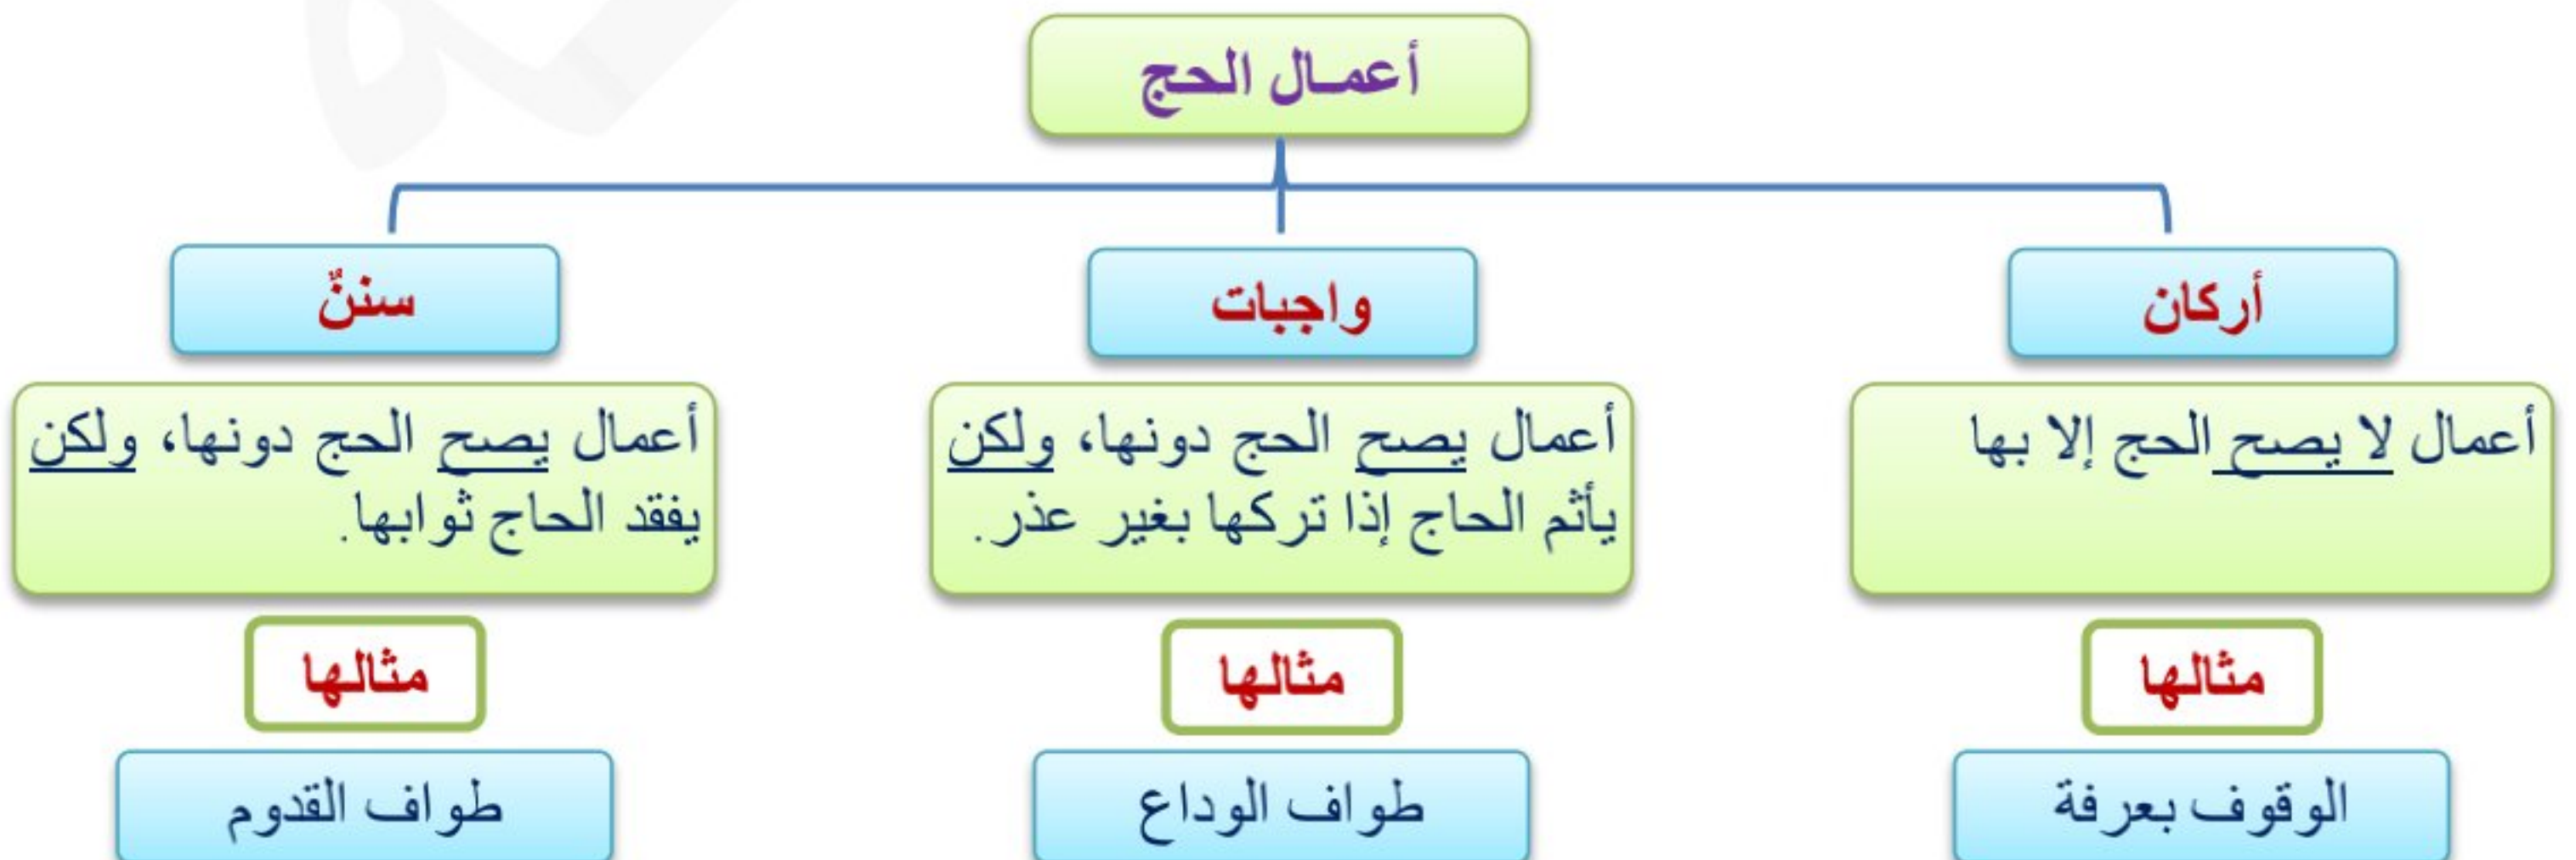 أعمال الحج
أركان
واجبات
سننٌ
أعمال لا يصح الحج إلا بها
أعمال يصح الحج دونها، ولكن
يأثم الحاج إذا تركها بغير عذر.
أعمال يصح الحج دونها، ولكن
يفقد الحاج ثوابها.
مثالها
مثالها
مثالها
الوقوف بعرفة
طواف الوداع
طواف القدوم